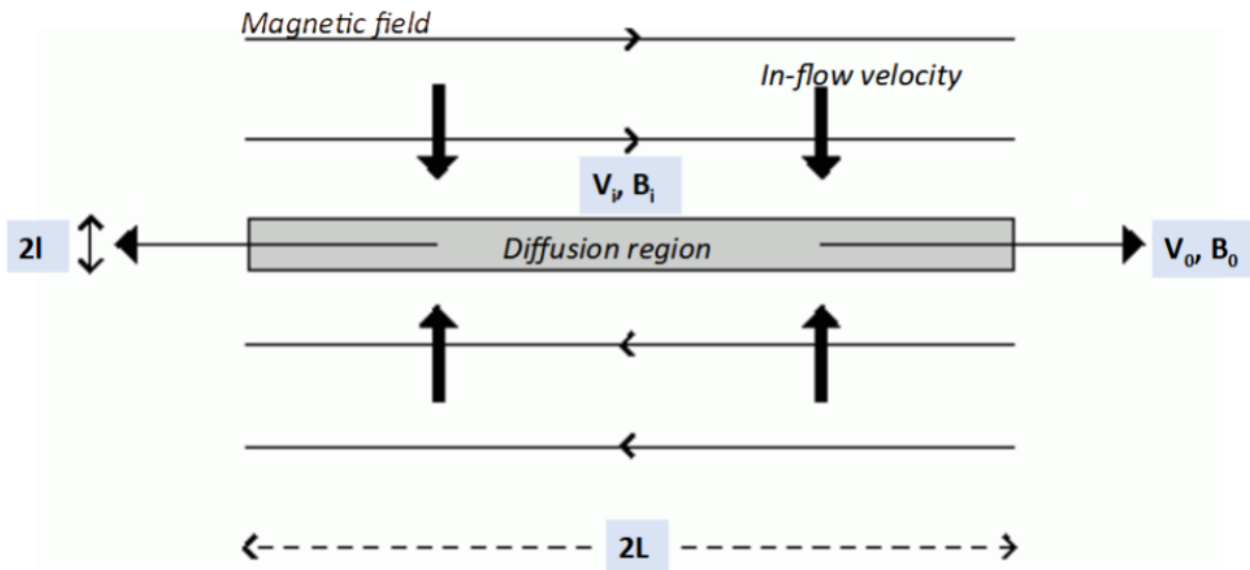 Magnetic field
In-flow velocity
Vᵢ, Bᵢ
2l
Diffusion region
V₀, B₀
2L